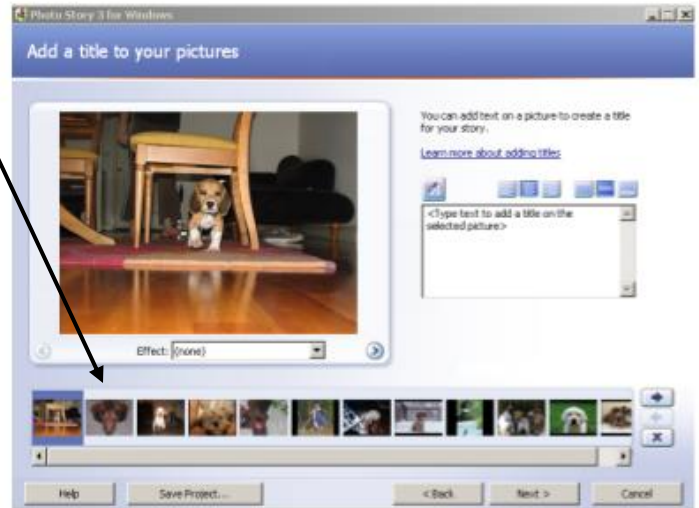 Photo Story 3 for Windows
Add a title to your pictures
You can add text on a picture to create a title
for your story.
Learn more about adding titles
<Type text to add a title on the
selected picture>
Effect: (none)
Help
Save Project...
< Back
Next >
Cancel